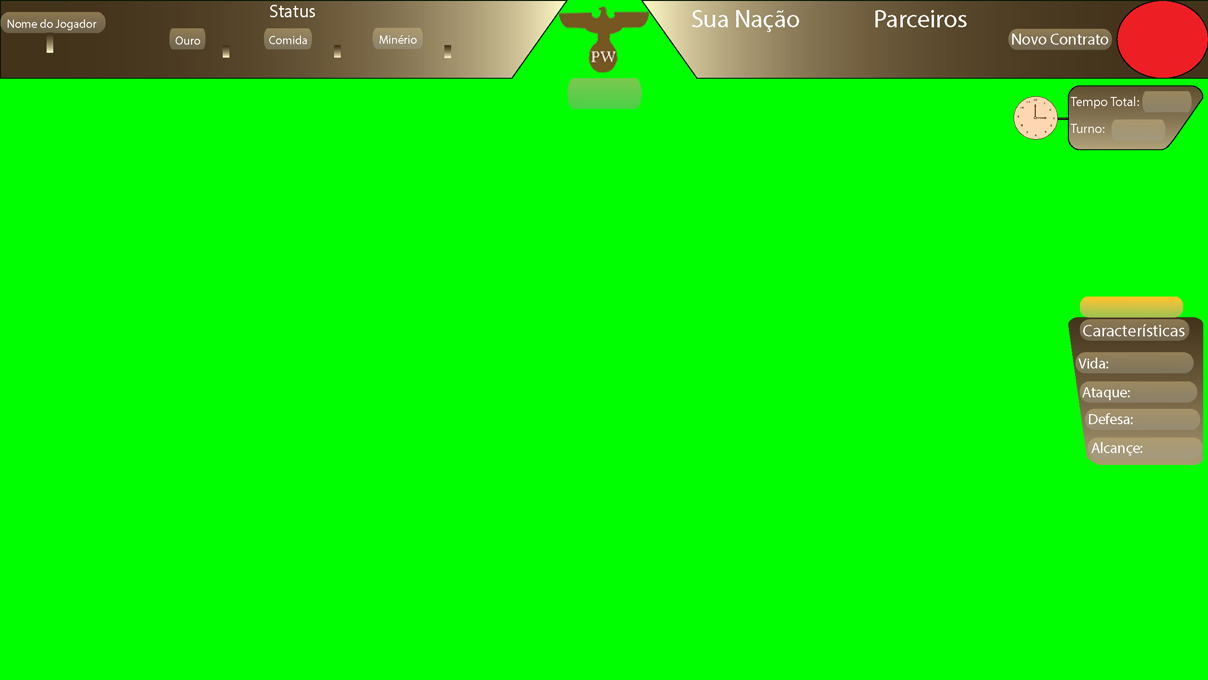 Nome do Jogador
Status
Ouro
Comida
Minério
PW
Sua Nação
Parceiros
Novo Contrato
Tempo Total:
Turno:
Características
Vida:
Ataque:
Defesa:
Alcançe: